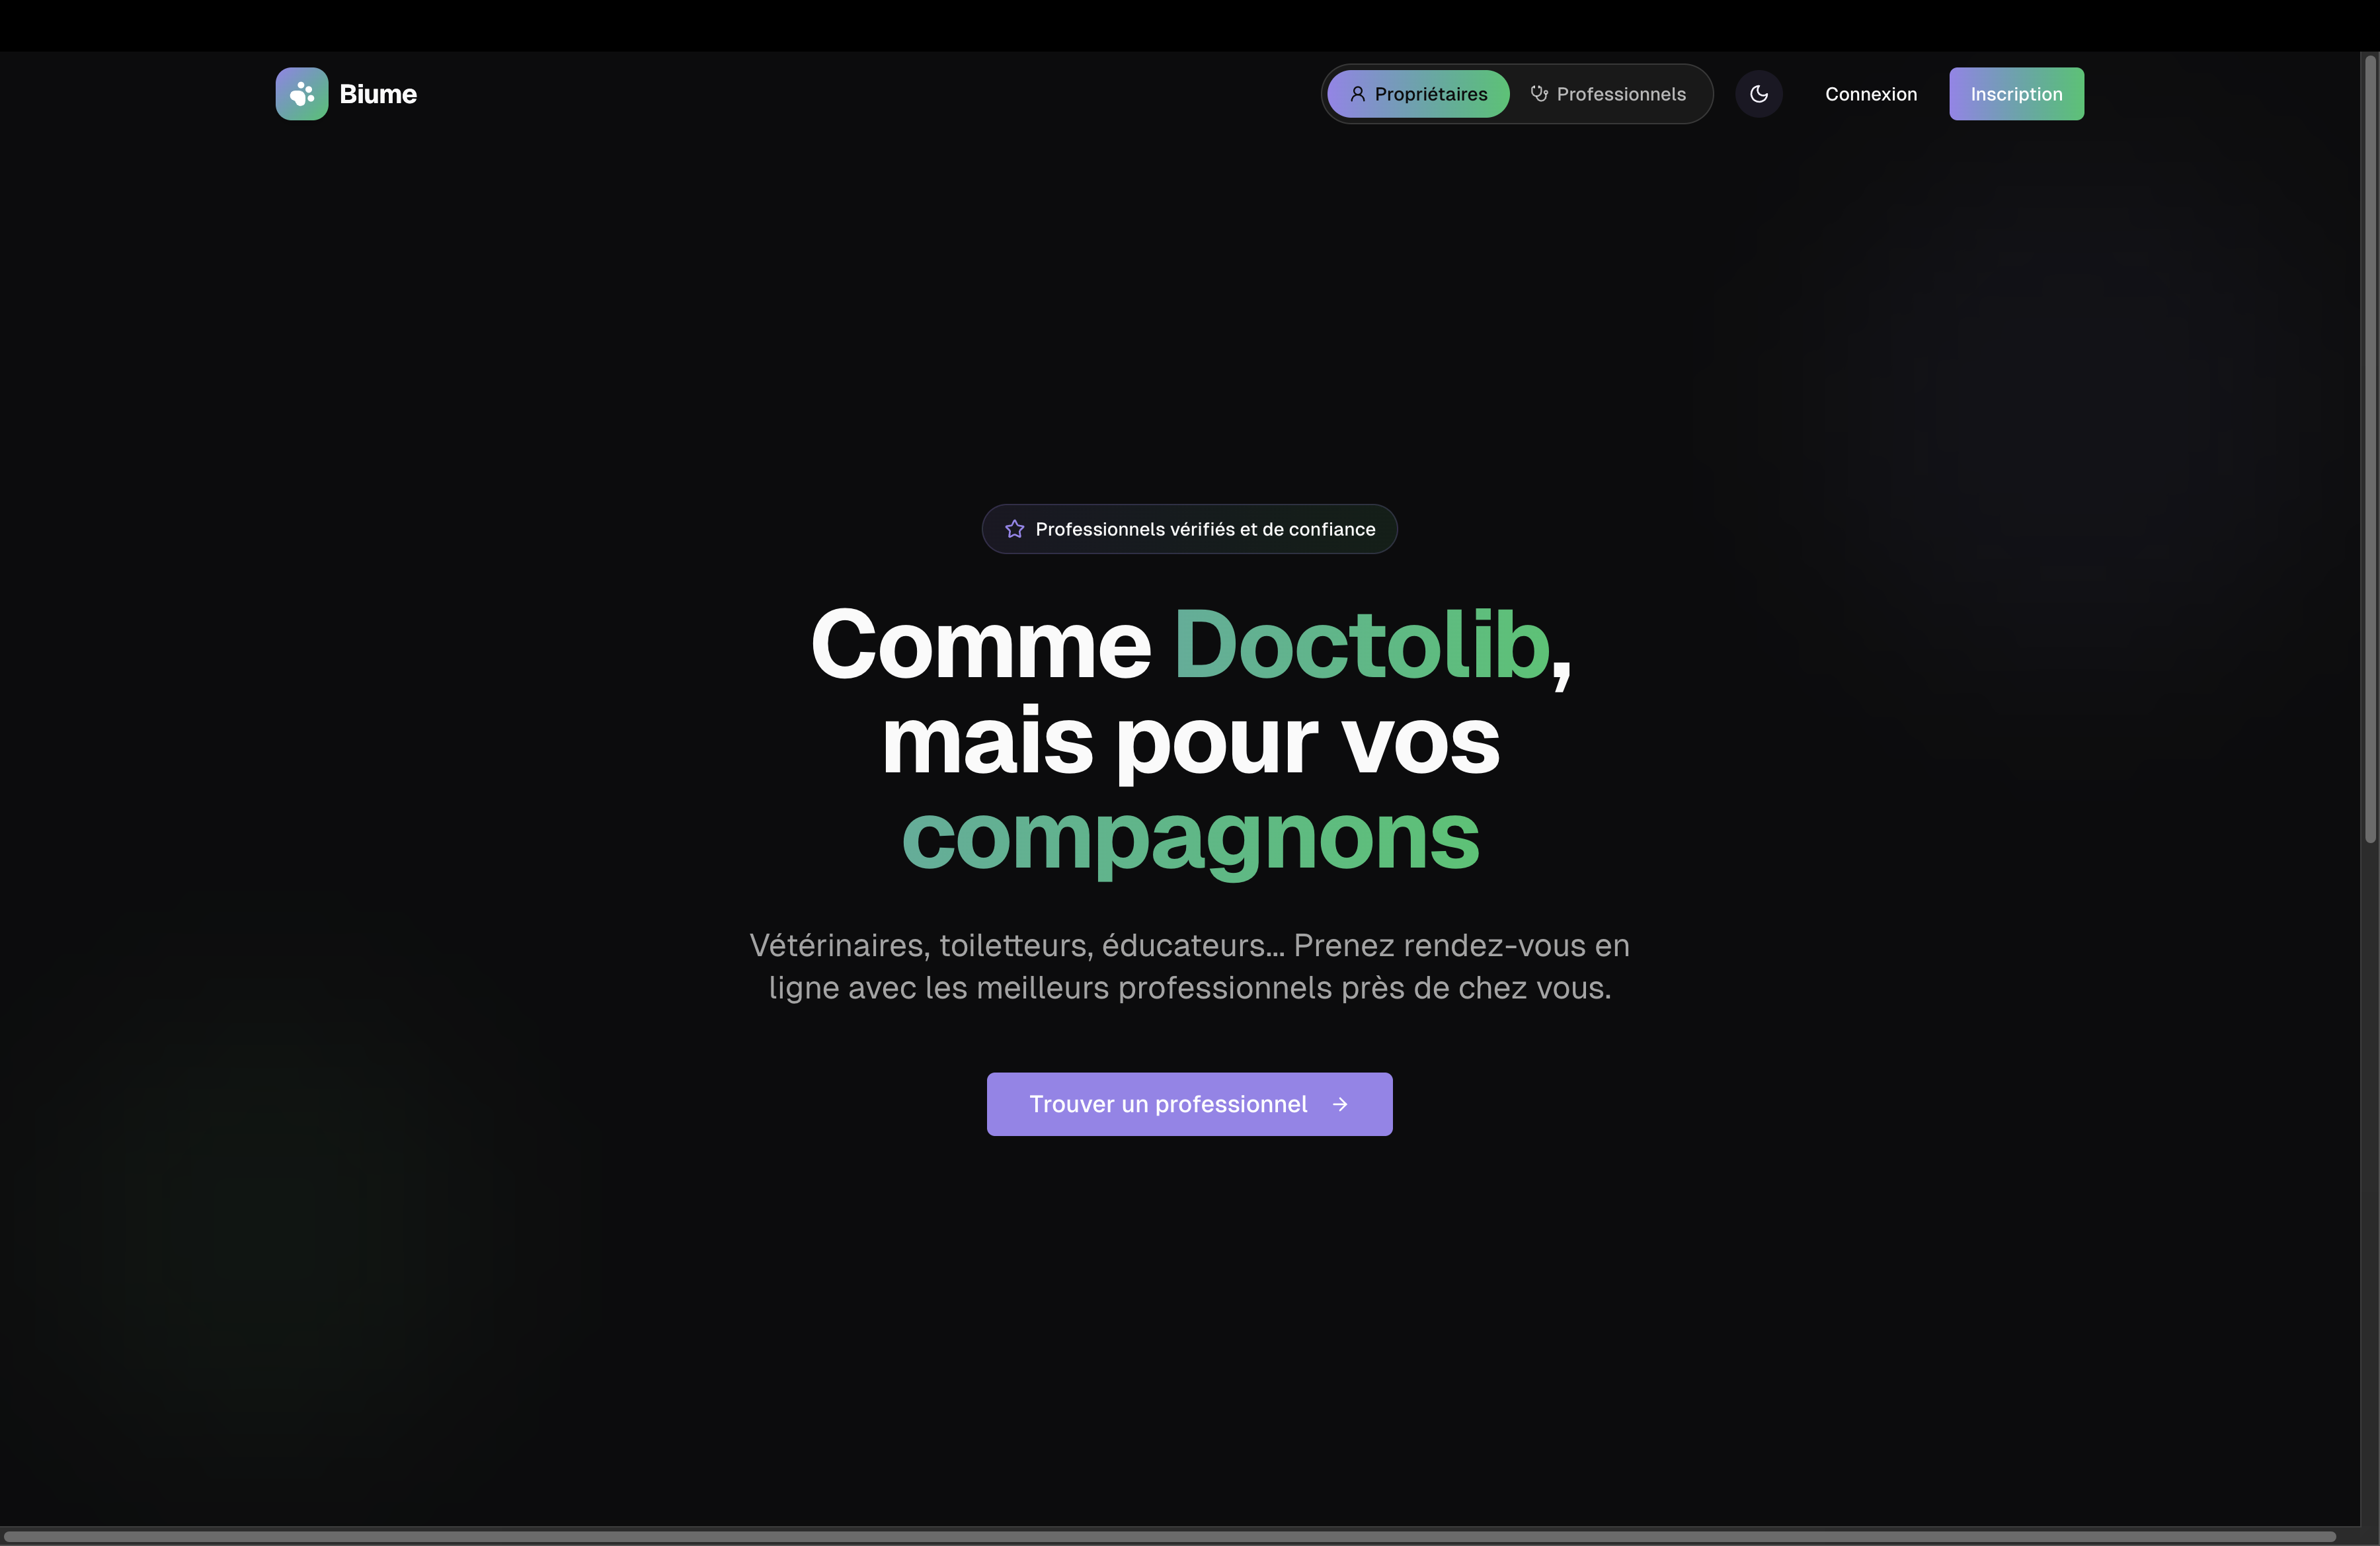 Biume
Propriétaires
Professionnels
Connexion
Inscription
Professionnels vérifiés et de confiance
Comme Doctolib,
mais pour vos
compagnons
Vétérinaires, toiletteurs, éducateurs... Prenez rendez-vous en
ligne avec les meilleurs professionnels près de chez vous.
Trouver un professionnel